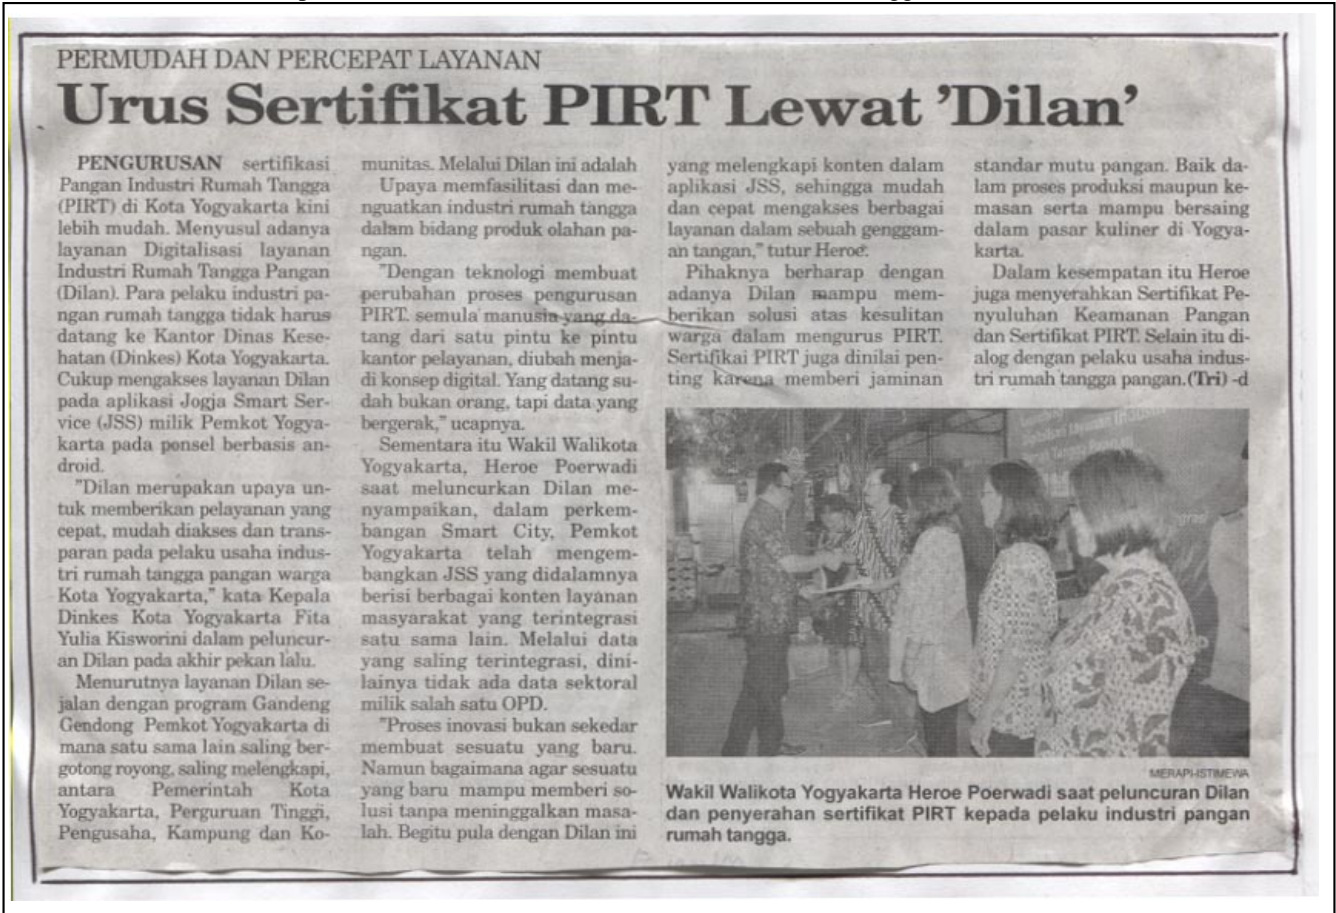 PERMUDAH DAN PERCEPAT LAYANAN
Urus Sertifikat PIRT Lewat 'Dilan'
PENGURUSAN sertifikasi
Pangan Industri Rumah Tangga
(PIRT) di Kota Yogyakarta kini
lebih mudah. Menyusul adanya
layanan Digitalisasi layanan
Industri Rumah Tangga Pangan
(Dilan). Para pelaku industri pa-
ngan rumah tangga tidak harus
datang ke Kantor Dinas Kese-
hatan (Dinkes) Kota Yogyakarta.
Cukup mengakses layanan Dilan
pada aplikasi Jogja Smart Ser-
vice (JSS) milik Pemkot Yogya-
karta pada ponsel berbasis an-
droid.
"Dilan merupakan upaya un-
tuk memberikan pelayanan yang
cepat, mudah diakses dan trans-
paran pada pelaku usaha indus-
tri rumah tangga pangan warga
Kota Yogyakarta," kata Kepala
Dinkes Kota Yogyakarta Fita
Yulia Kisworini dalam peluncur-
an Dilan pada akhir pekan lalu.
Menurutnya layanan Dilan se-
jalan dengan program Gandeng
Gendong Pemkot Yogyakarta di
mana satu sama lain saling ber-
gotong royong, saling melengkapi,
antara Pemerintah Kota
Yogyakarta, Perguruan Tinggi,
Pengusaha, Kampung dan Ko-
munitas. Melalui Dilan ini adalah
Upaya memfasilitasi dan me-
nguatkan industri rumah tangga
dalam bidang produk olahan pa-
ngan.
"Dengan teknologi membuat
perubahan proses pengurusan
PIRT. semula manusia yang da-
tang dari satu pintu ke pintu
kantor pelayanan, diubah menja-
di konsep digital. Yang datang su-
dah bukan orang, tapi data yang
bergerak," ucapnya.
Sementara itu Wakil Walikota
Yogyakarta, Heroe Poerwadi
saat meluncurkan Dilan me-
nyampaikan, dalam perkem-
bangan Smart City, Pemkot
Yogyakarta telah mengem-
bangkan JSS yang didalamnya
berisi berbagai konten layanan
masyarakat yang terintegrasi
satu sama lain. Melalui data
yang saling terintegrasi, dini-
lainya tidak ada data sektoral
milik salah satu OPD.
"Proses inovasi bukan sekedar
membuat sesuatu yang baru.
Namun bagaimana agar sesuatu
yang baru mampu memberi so-
lusi tanpa meninggalkan masa-
lah. Begitu pula dengan Dilan ini
yang melengkapi konten dalam
aplikasi JSS, sehingga mudah
dan cepat mengakses berbagai
layanan dalam sebuah genggam-
an tangan," tutur Heroe.
Pihaknya berharap dengan
adanya Dilan mampu mem-
berikan solusi atas kesulitan
warga dalam mengurus PIRT.
Sertifikai PIRT juga dinilai pen-
ting karena memberi jaminan
standar mutu pangan. Baik da-
lam proses produksi maupun ke-
masan serta mampu bersaing
dalam pasar kuliner di Yogya-
karta.
Dalam kesempatan itu Heroe
juga menyerahkan Sertifikat Pe-
nyuluhan Keamanan Pangan
dan Sertifikat PIRT. Selain itu di-
alog dengan pelaku usaha indus-
tri rumah tangga pangan.(Tri) -d
MERAPI-ISTIMEWA
Wakil Walikota Yogyakarta Heroe Poerwadi saat peluncuran Dilan
dan penyerahan sertifikat PIRT kepada pelaku industri pangan
rumah tangga.